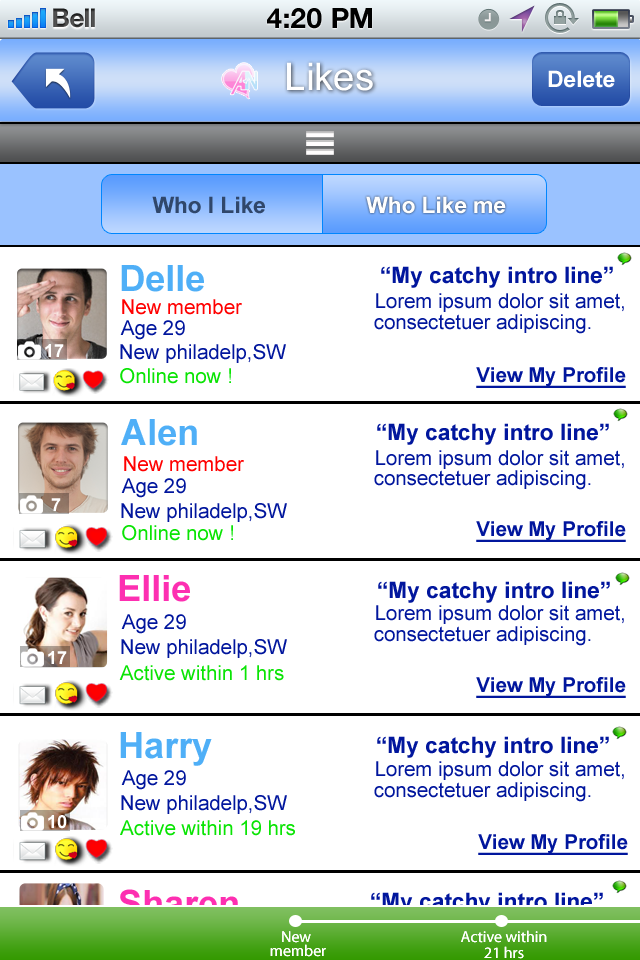 Bell 4:20 PM
AN Likes Delete
Who I Like Who Like me
Delle
New member
Age 29
New philadelp,SW
Online now !
17
“My catchy intro line”
Lorem ipsum dolor sit amet,
consectetuer adipiscing.
View My Profile
Alen
New member
Age 29
New philadelp,SW
Online now !
7
“My catchy intro line”
Lorem ipsum dolor sit amet,
consectetuer adipiscing.
View My Profile
Ellie
Age 29
New philadelp,SW
Active within 1 hrs
17
“My catchy intro line”
Lorem ipsum dolor sit amet,
consectetuer adipiscing.
View My Profile
Harry
Age 29
New philadelp,SW
Active within 19 hrs
10
“My catchy intro line”
Lorem ipsum dolor sit amet,
consectetuer adipiscing.
View My Profile
Sharon
“My catchy intro line”
New
member
Active within
21 hrs